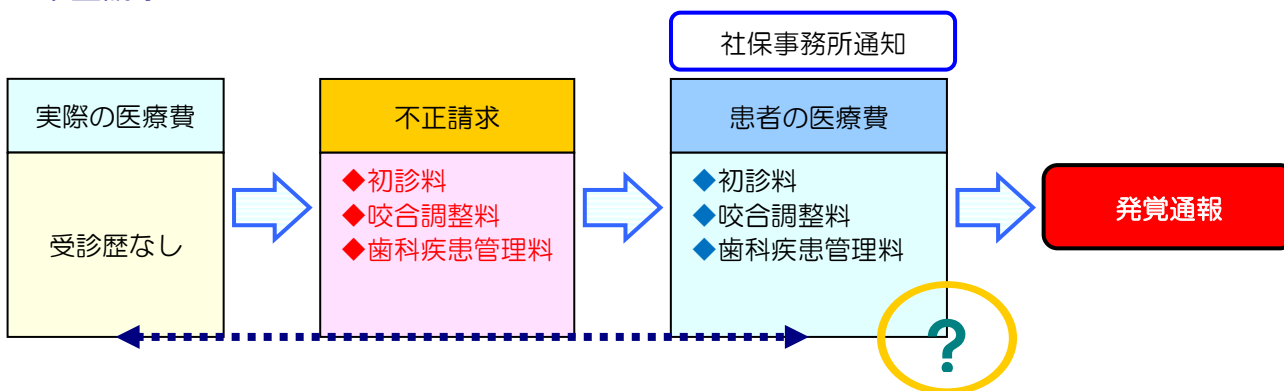 社保事務所通知
実際の医療費
受診歴なし
不正請求
◆初診料
◆咬合調整料
◆歯科疾患管理料
患者の医療費
◆初診料
◆咬合調整料
◆歯科疾患管理料
?
発覚通報